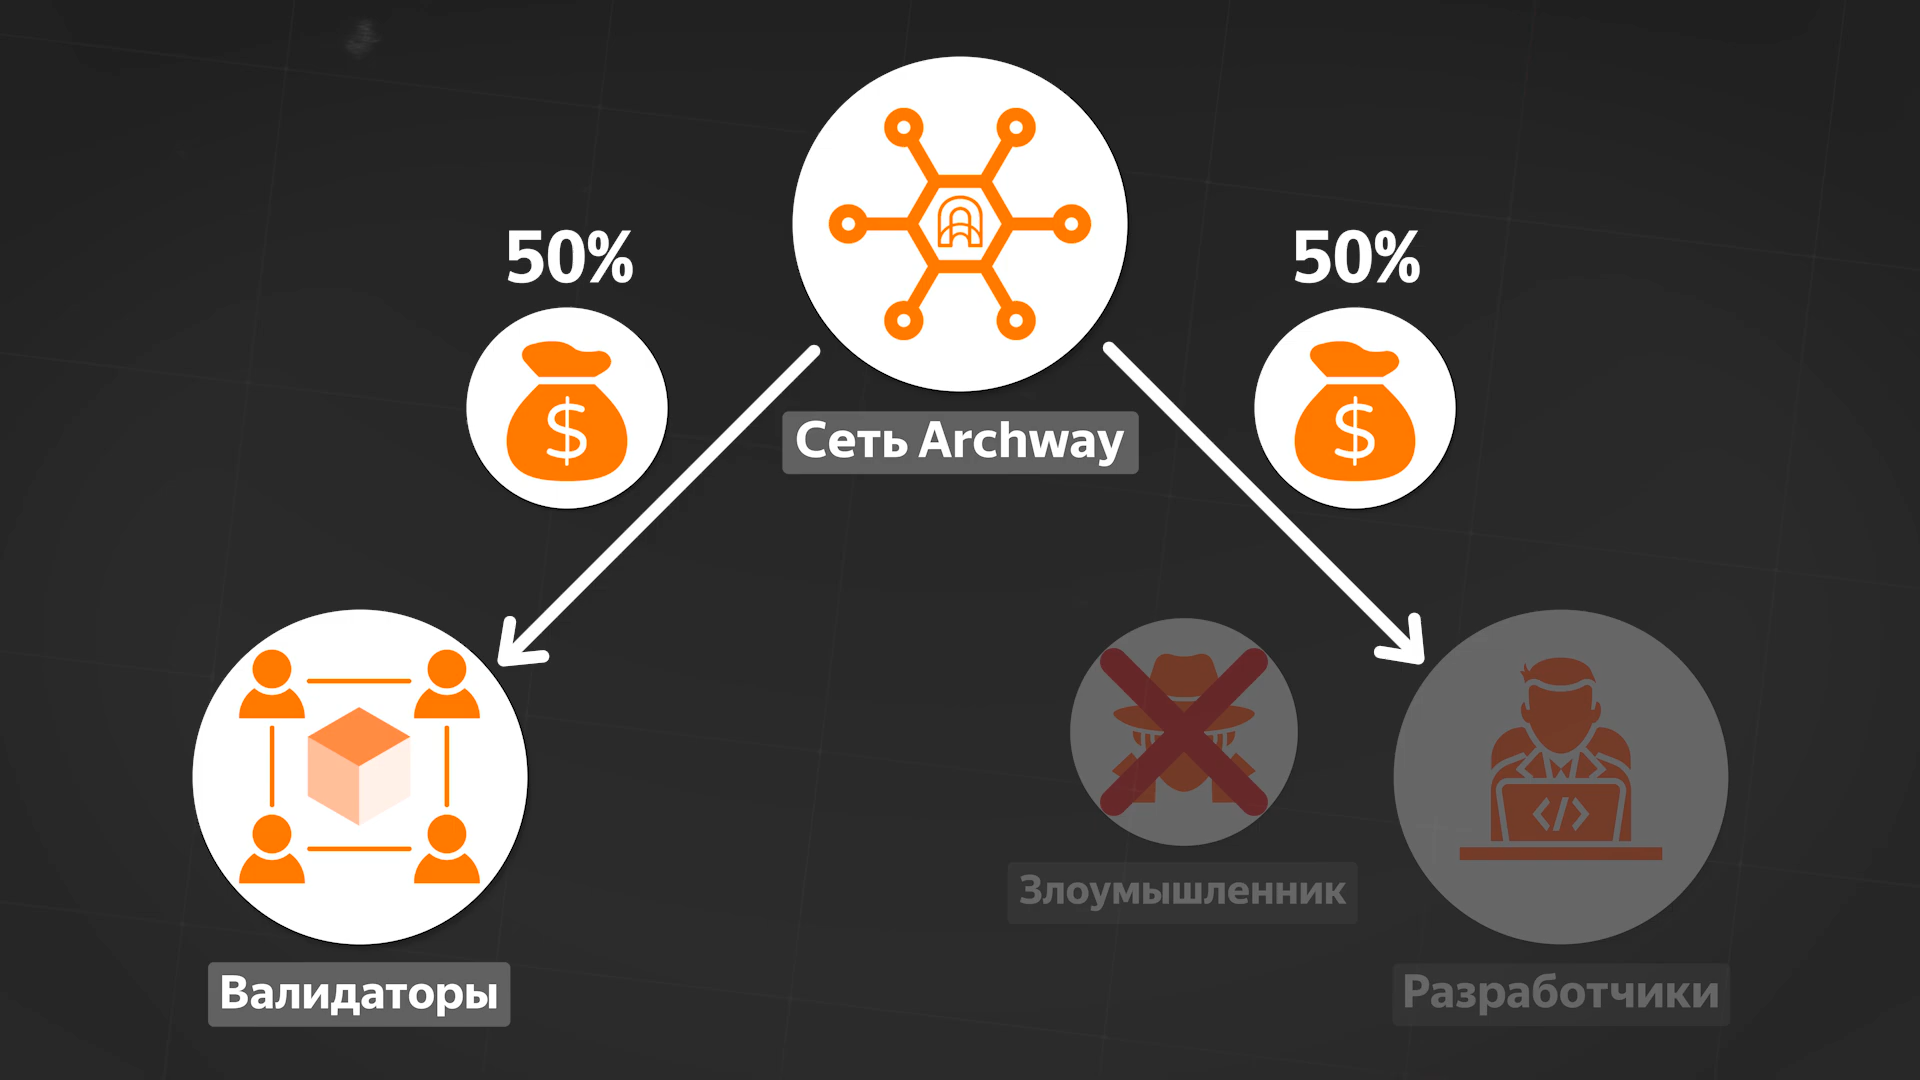 50%
50%
$
$
Сеть Archway
Злоумышленник
</>
Валидаторы
Разработчики